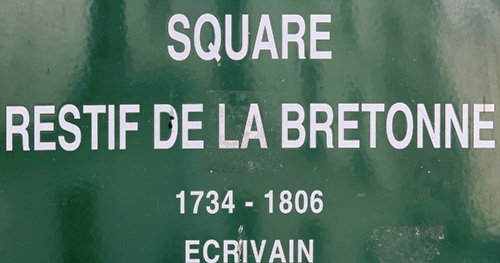 SQUARE
RESTIF DE LA BRETONNE
1734 - 1806
ECRIVAIN